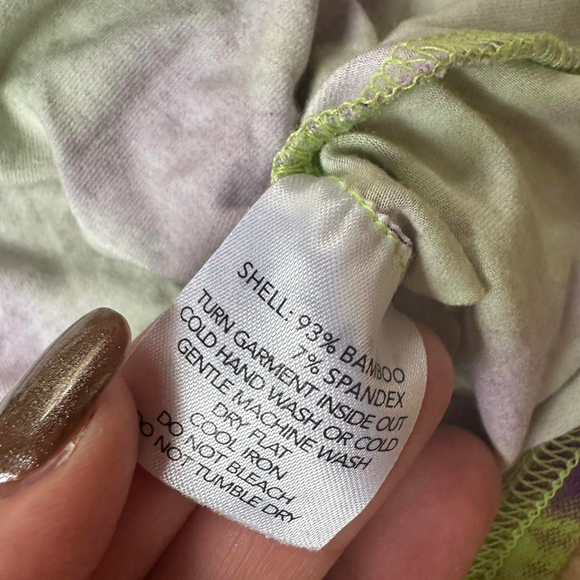 SHELL: 93% BAMBOO
7% SPANDEX
TURN GARMENT INSIDE OUT
COLD HAND WASH OR COLD
GENTLE MACHINE WASH
DRY FLAT
COOL IRON
DO NOT BLEACH
DO NOT TUMBLE DRY